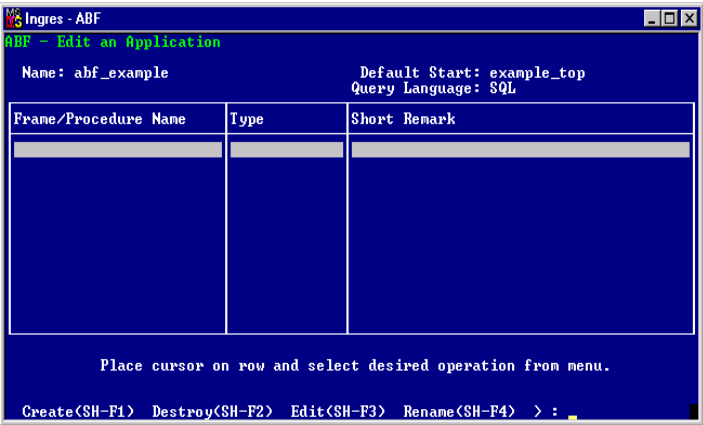 Ingres - ABF
ABF - Edit an Application
Name: abf_example Default Start: example_top
Query Language: SQL
Frame/Procedure Name Type Short Remark
Place cursor on row and select desired operation from menu.
Create(SH-F1) Destroy(SH-F2) Edit(SH-F3) Rename(SH-F4) > :